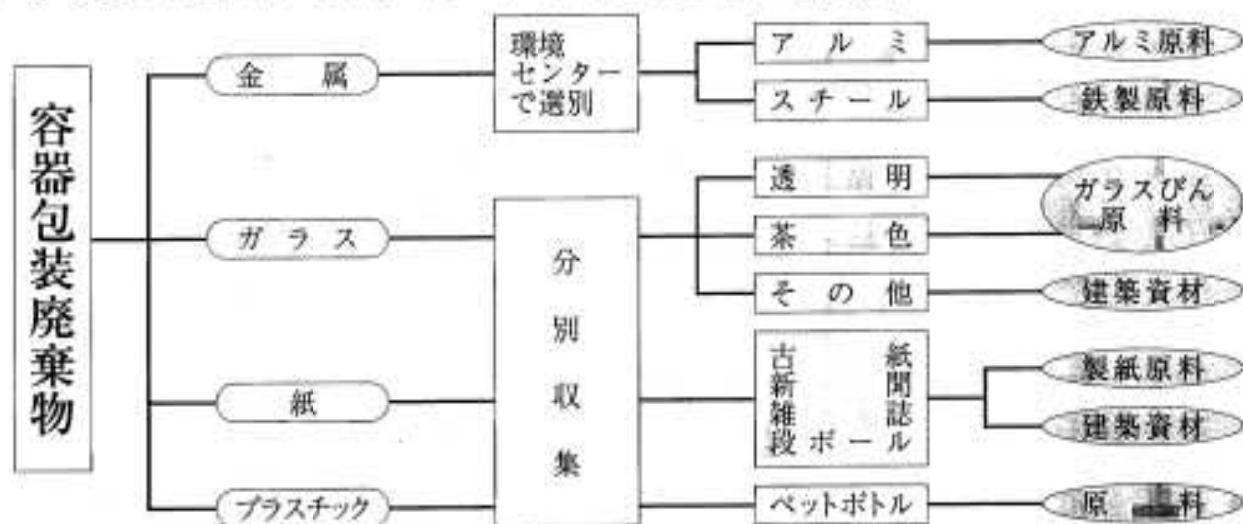 容器包装廃棄物
金属
環境
センター
で選別
アルミ
アルミ原料
スチール
鉄製原料
ガラス
分別収集
透明
茶色
ガラスびん
原料
その他
建築資材
紙
古紙
新聞
雑誌
段ボール
製紙原料
建築資材
プラスチック
ペットボトル
原料